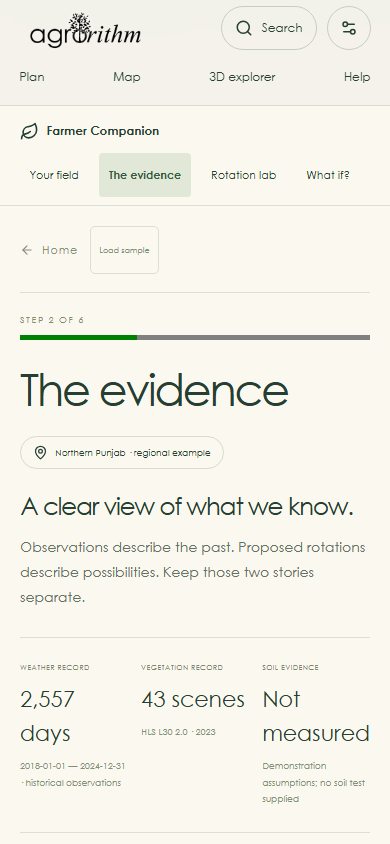 agrorithm
Search
Plan Map 3D explorer Help
Farmer Companion
Your field The evidence Rotation lab What if?
Home Load sample
STEP 2 OF 6
The evidence
Northern Punjab · regional example
A clear view of what we know.
Observations describe the past. Proposed rotations
describe possibilities. Keep those two stories
separate.
WEATHER RECORD
2,557
days
2018-01-01 — 2024-12-31
· historical observations
VEGETATION RECORD
43 scenes
HLS L30 2.0 · 2023
SOIL EVIDENCE
Not
measured
Demonstration
assumptions; no soil test
supplied